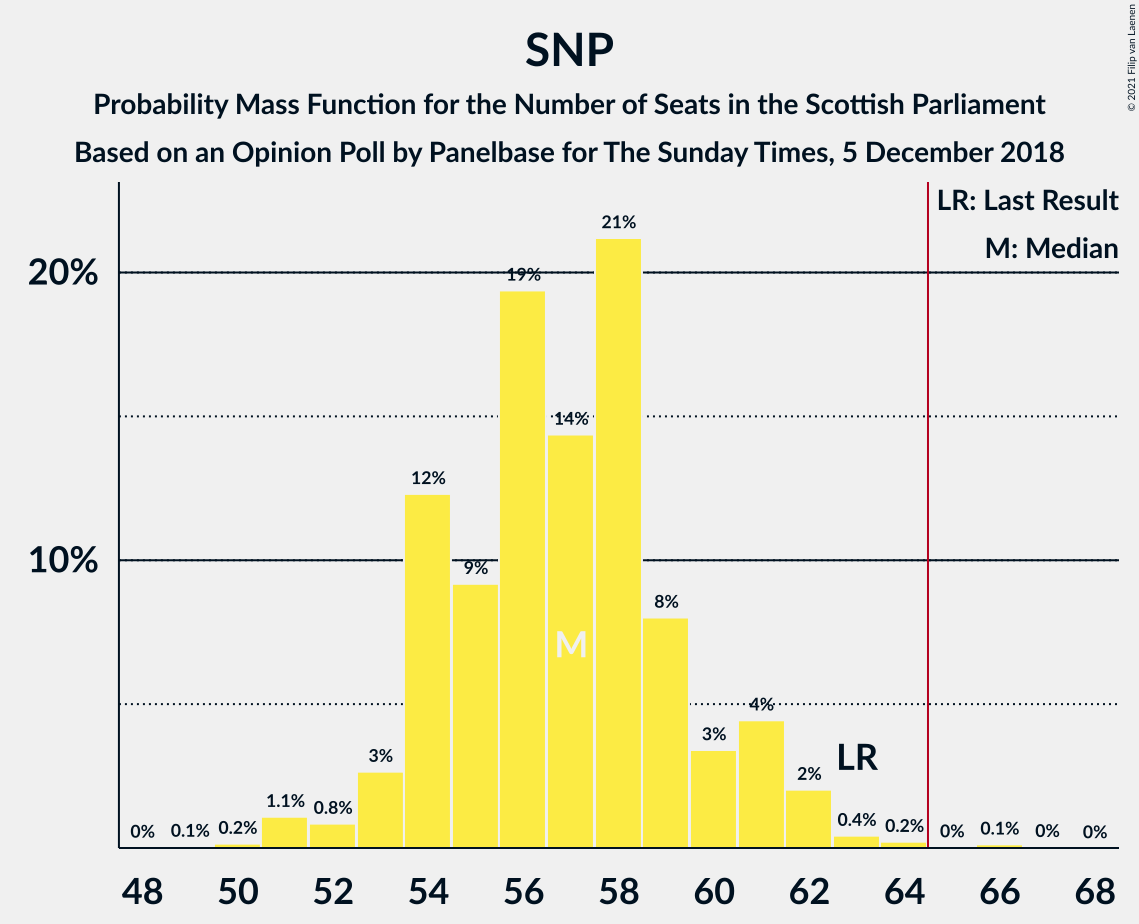 SNP
Probability Mass Function for the Number of Seats in the Scottish Parliament
Based on an Opinion Poll by Panelbase for The Sunday Times, 5 December 2018
© 2021 Filip van Laenen
LR: Last Result
M: Median
20%
10%
0%
0.1%
0.2%
1.1%
0.8%
3%
12%
9%
19%
14%
21%
8%
3%
4%
2%
0.4%
0.2%
0%
0.1%
0%
0%
M
LR
48 50 52 54 56 58 60 62 64 66 68